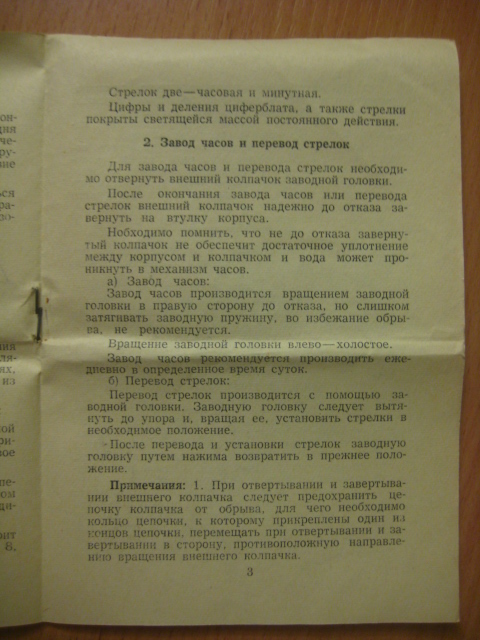 Стрелок две—часовая и минутная.
Цифры и деления циферблата, а также стрелки
покрыты светящейся массой постоянного действия.
2. Завод часов и перевод стрелок
Для завода часов и перевода стрелок необходи-
мо отвернуть внешний колпачок заводной головки.
После окончания завода часов или перевода
стрелок внешний колпачок надежно до отказа за-
вернуть на втулку корпуса.
Нобходимо помнить, что не до отказа заверну-
тый колпачок не обеспечит достаточное уплотнение
между корпусом и колпачком и вода может про-
никнуть в механизм часов.
а) Завод часов:
Завод часов производится вращением заводной
головки в правую сторону до отказа, но слишком
затягивать заводную пружину, во избежание обры-
ва, не рекомендуется.
Вращение заводной головки влево—холостое.
Завод часов рекомендуется производить еже-
дневно в определенное время суток.
б) Перевод стрелок:
Перевод стрелок производится с помощью за-
водной головки. Заводную головку следует вытя-
нуть до упора и, вращая ее, установить стрелки в
необходимое положение.
После перевода и установки стрелок заводную
головку путем нажима возвратить в прежнее поло-
жение.
Примечания: 1. При отвертывании и завертыва-
нии внешнего колпачка следует предохранить це-
почку колпачка от обрыва, для чего необходимо
кольцо цепочки, к которому прикреплены один из
концов цепочки, перемещать при отвертывании и за-
вертывании в сторону, противоположную направле-
нию вращения внешнего колпачка.
3